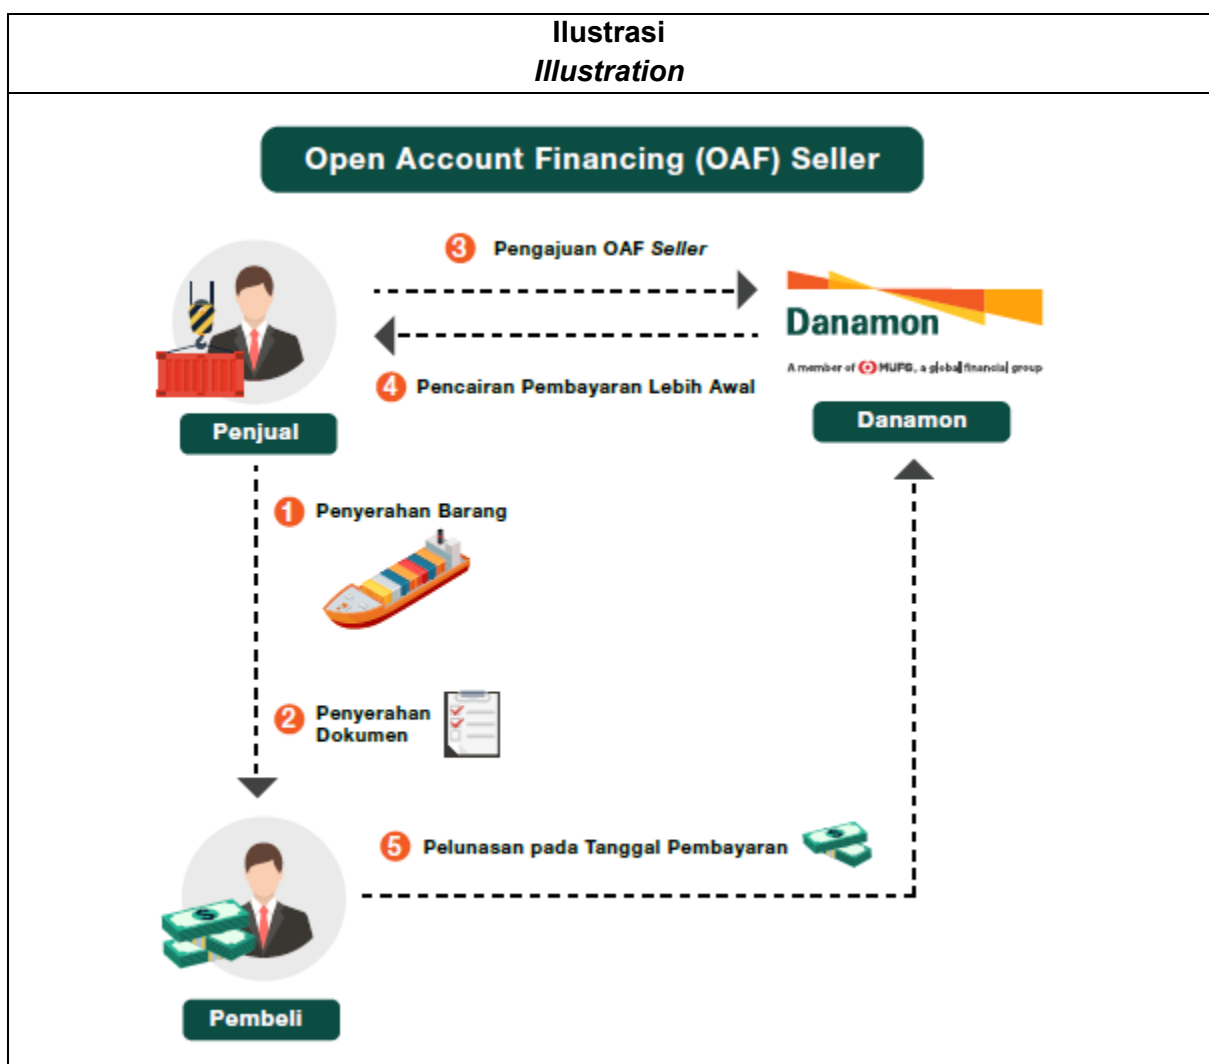 Ilustrasi
Illustration
Open Account Financing (OAF) Seller
3 Pengajuan OAF Seller
Danamon
A member of MUFG, a global financial group
4 Pencairan Pembayaran Lebih Awal
Penjual
Danamon
1 Penyerahan Barang
2 Penyerahan
Dokumen
5 Pelunasan pada Tanggal Pembayaran
Pembeli